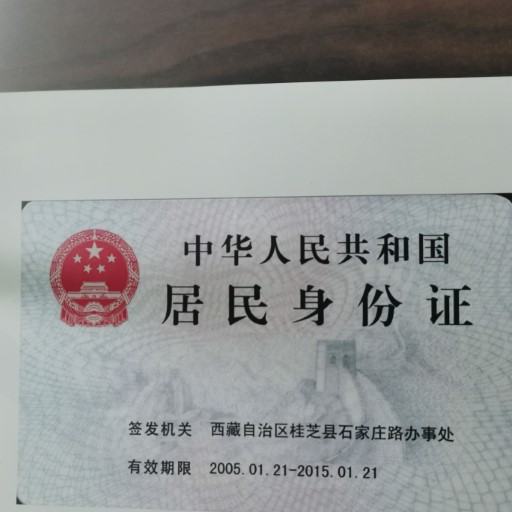 中华人民共和国
居民身份证
签发机关 西藏自治区桂芝县石家庄路办事处
有效期限 2005.01.21-2015.01.21